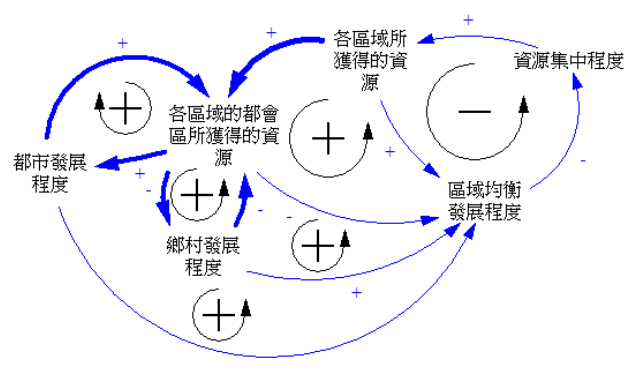 各區域所
獲得的資
源
資源集中程度
各區域的都會
區所獲得的資
源
都市發展
程度
區域均衡
發展程度
鄉村發展
程度
+
+
+
+
+
-
-
-
-
+
+
+
+
+
+
-